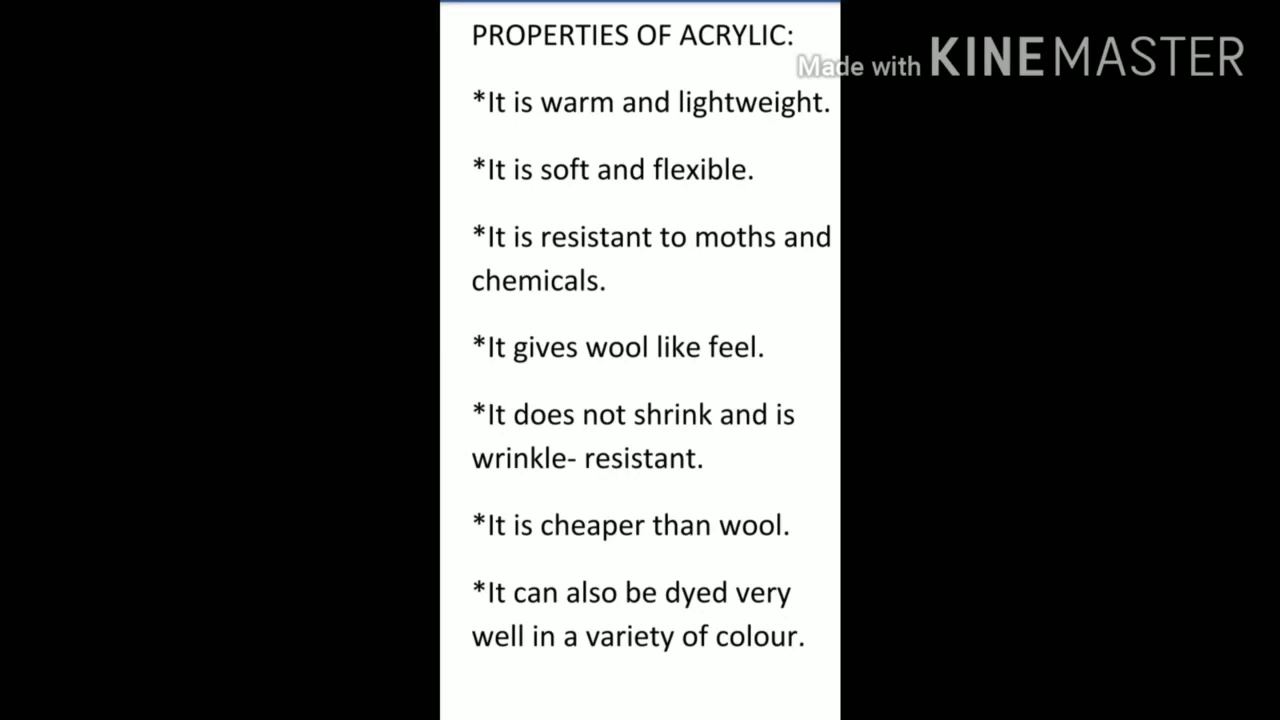 PROPERTIES OF ACRYLIC:
Made with KINEMASTER
*It is warm and lightweight.
*It is soft and flexible.
*It is resistant to moths and
chemicals.
*It gives wool like feel.
*It does not shrink and is
wrinkle- resistant.
*It is cheaper than wool.
*It can also be dyed very
well in a variety of colour.